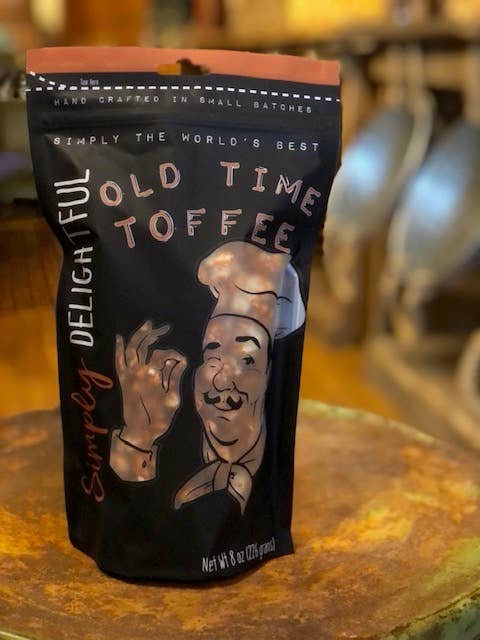 Tear Here
HAND CRAFTED IN SMALL BATCHES
SIMPLY THE WORLD'S BEST
OLD TIME
TOFFEE
Simply DELIGHTFUL
Net Wt 8 oz (226 grams)